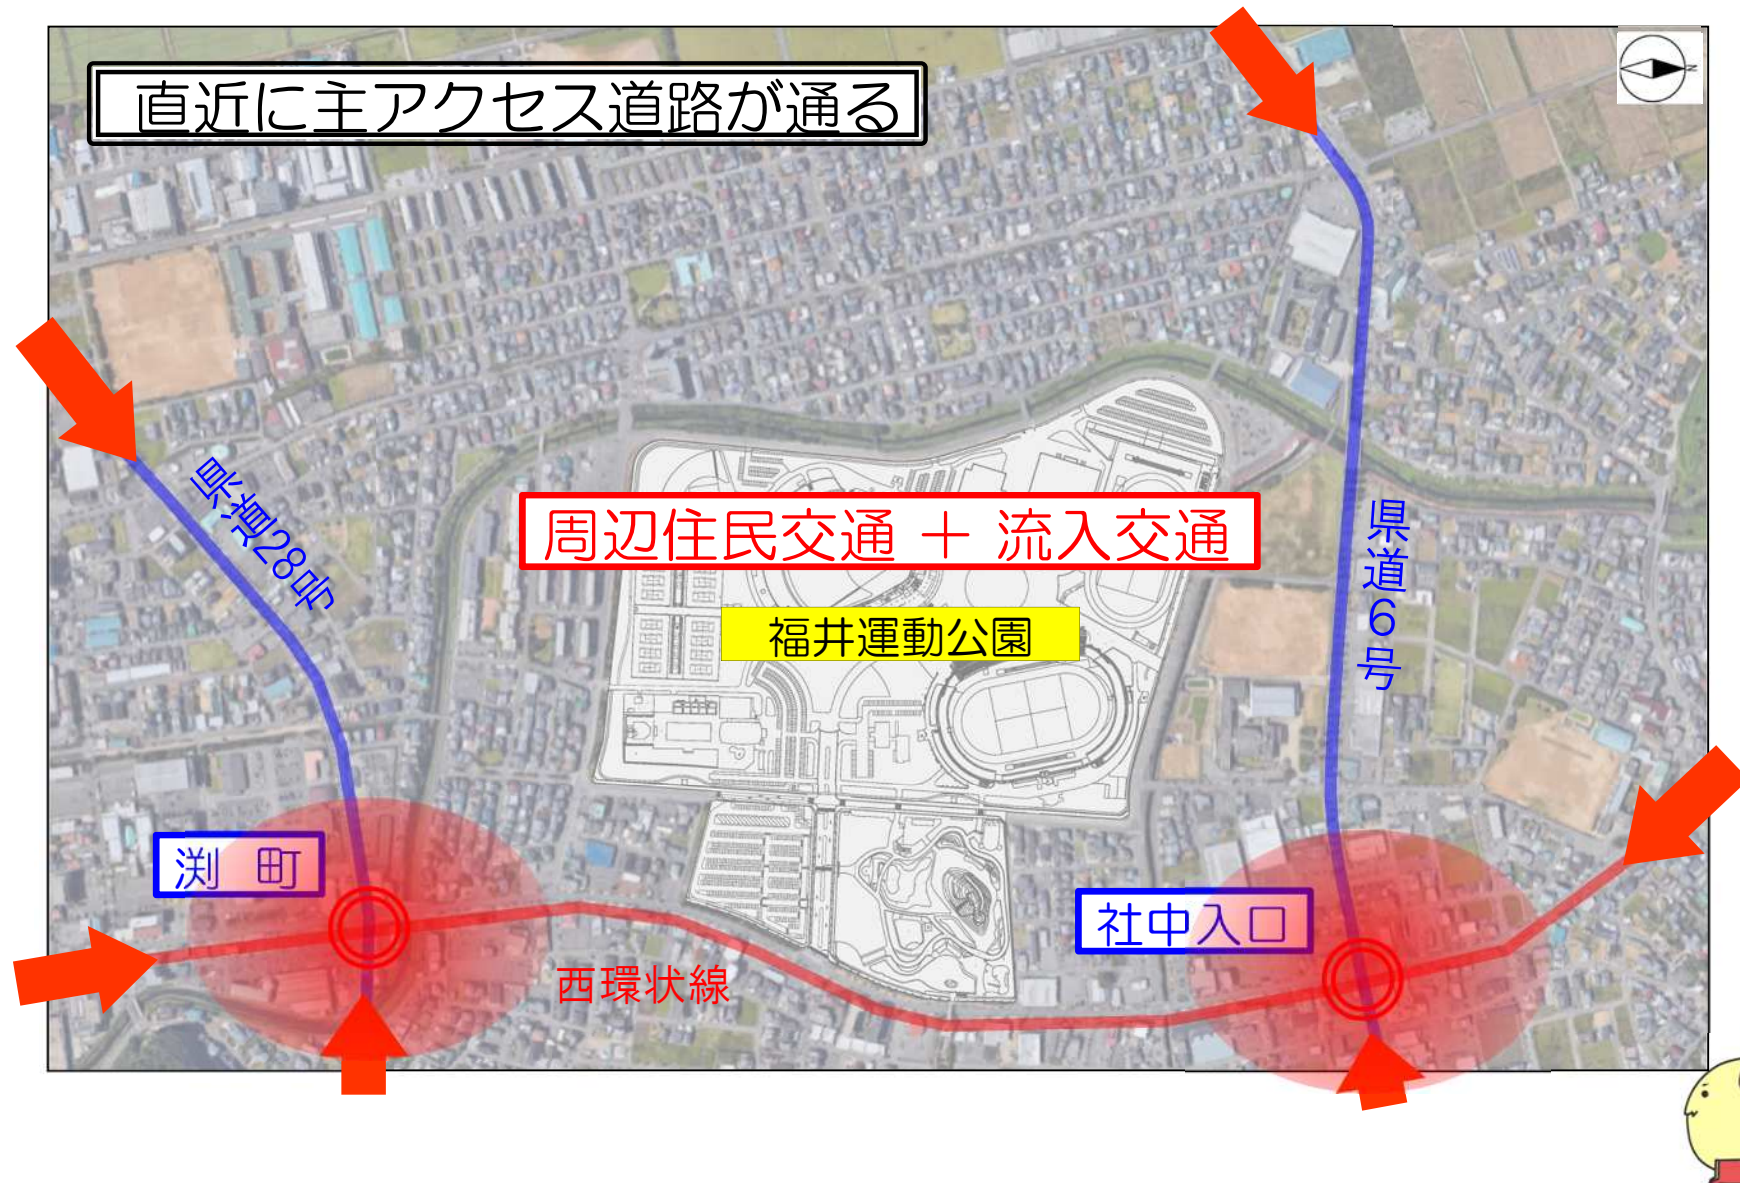 直近に主アクセス道路が通る
N
県道28号
周辺住民交通 + 流入交通
県道6号
福井運動公園
渕 町
社中入口
西環状線